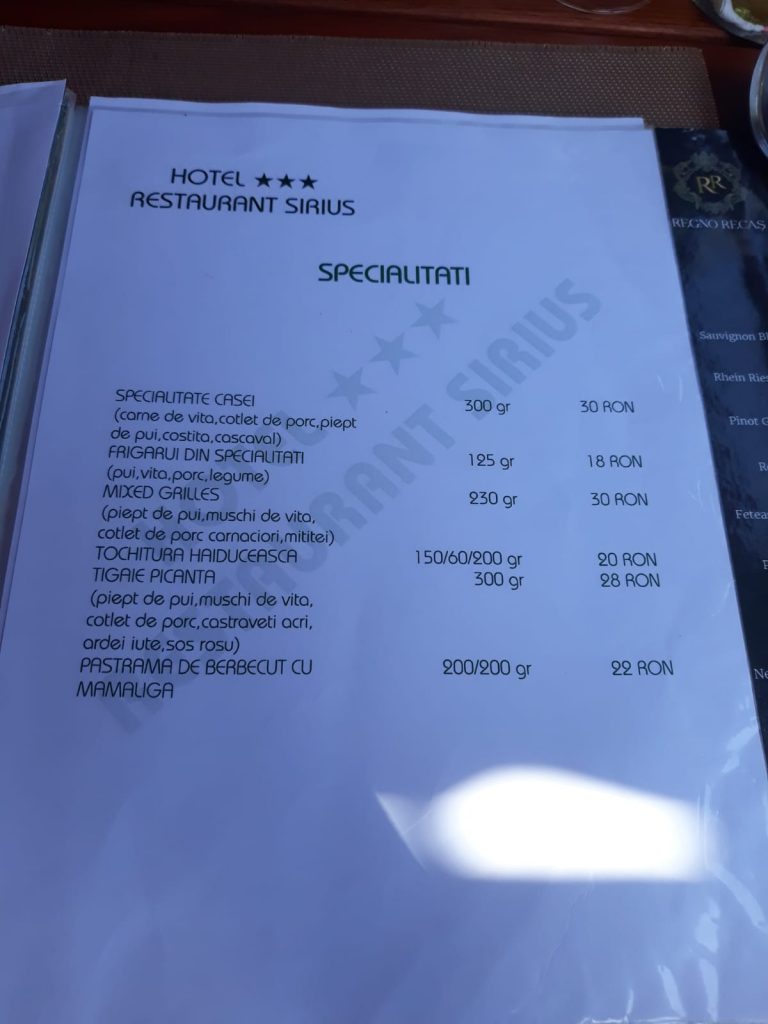 HOTEL ★★★
RESTAURANT SIRIUS
SPECIALITATI
SPECIALITATE CASEI 300 gr 30 RON
(carne de vita,cotlet de porc,piept
de pui,costita,cascaval)
FRIGARUI DIN SPECIALITATI 125 gr 18 RON
(pui,vita,porc,legume)
MIXED GRILLES 230 gr 30 RON
(piept de pui,muschi de vita,
cotlet de porc carnaciori,mititei)
TOCHITURA HAIDUCEASCA 150/60/200 gr 20 RON
TIGAIE PICANTA 300 gr 28 RON
(piept de pui,muschi de vita,
cotlet de porc,castraveti acri,
ardei iute,sos rosu)
PASTRAMA DE BERBECUT CU 200/200 gr 22 RON
MAMALIGA
HOTEL ★★★
RESTAURANT SIRIUS
RR
REGNO RECAŞ
Sauvignon
Rhein
Pinot